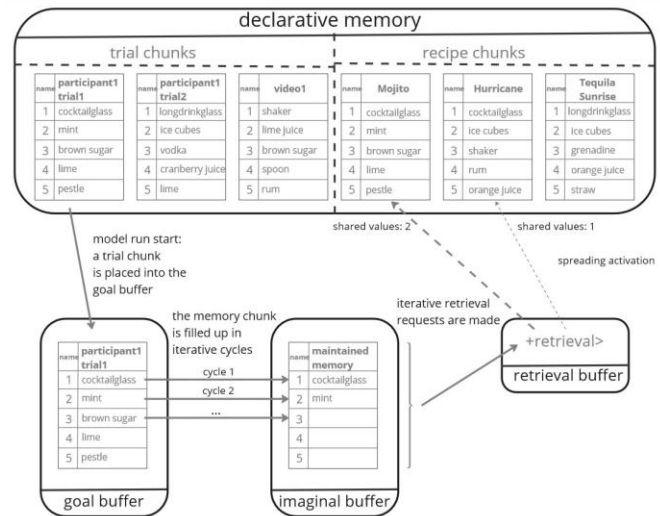 declarative memory
trial chunks
recipe chunks
name participant1 trial1
1 cocktailglass
2 mint
3 brown sugar
4 lime
5 pestle
name participant1 trial2
1 longdrinkglass
2 ice cubes
3 vodka
4 cranberry juice
5 lime
name video1
1 shaker
2 lime juice
3 brown sugar
4 spoon
5 rum
name Mojito
1 cocktailglass
2 mint
3 brown sugar
4 lime
5 pestle
name Hurricane
1 cocktailglass
2 ice cubes
3 shaker
4 rum
5 orange juice
name Tequila Sunrise
1 longdrinkglass
2 ice cubes
3 grenadine
4 orange juice
5 straw
shared values: 2
shared values: 1
spreading activation
model run start:
a trial chunk
is placed into the
goal buffer
the memory chunk
is filled up in
iterative cycles
iterative retrieval
requests are made
name participant1 trial1
1 cocktailglass
2 mint
3 brown sugar
4 lime
5 pestle
goal buffer
cycle 1
cycle 2
...
name maintained memory
1 cocktailglass
2 mint
3
4
5
imaginal buffer
+retrieval>
retrieval buffer